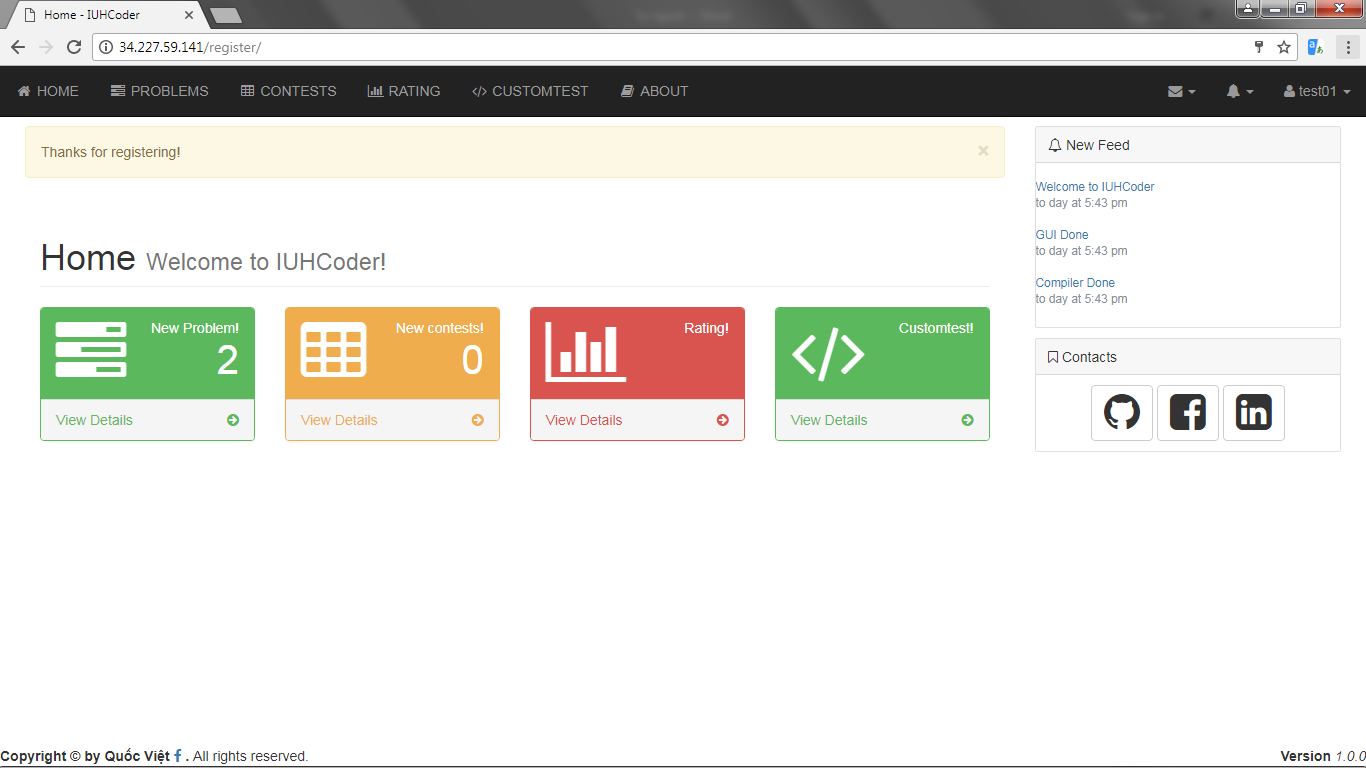 Home - IUHCoder
34.227.59.141/register/
HOME PROBLEMS CONTESTS RATING CUSTOMTEST ABOUT test01
Thanks for registering!
×
Home Welcome to IUHCoder!
New Problem!
2
View Details
New contests!
0
View Details
Rating!
View Details
Customtest!
View Details
New Feed
Welcome to IUHCoder
to day at 5:43 pm
GUI Done
to day at 5:43 pm
Compiler Done
to day at 5:43 pm
Contacts
Copyright © by Quốc Việt . All rights reserved.
Version 1.0.0